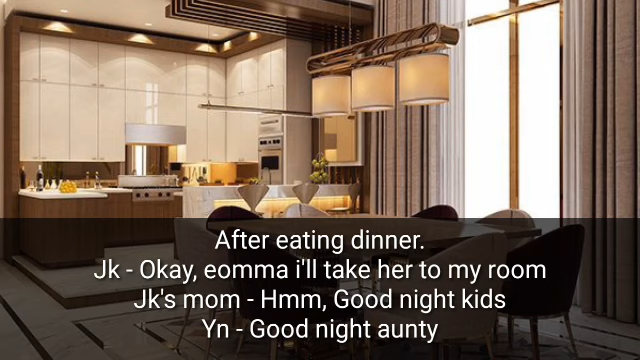 After eating dinner.
Jk - Okay, eomma i'll take her to my room
Jk's mom - Hmm, Good night kids
Yn - Good night aunty